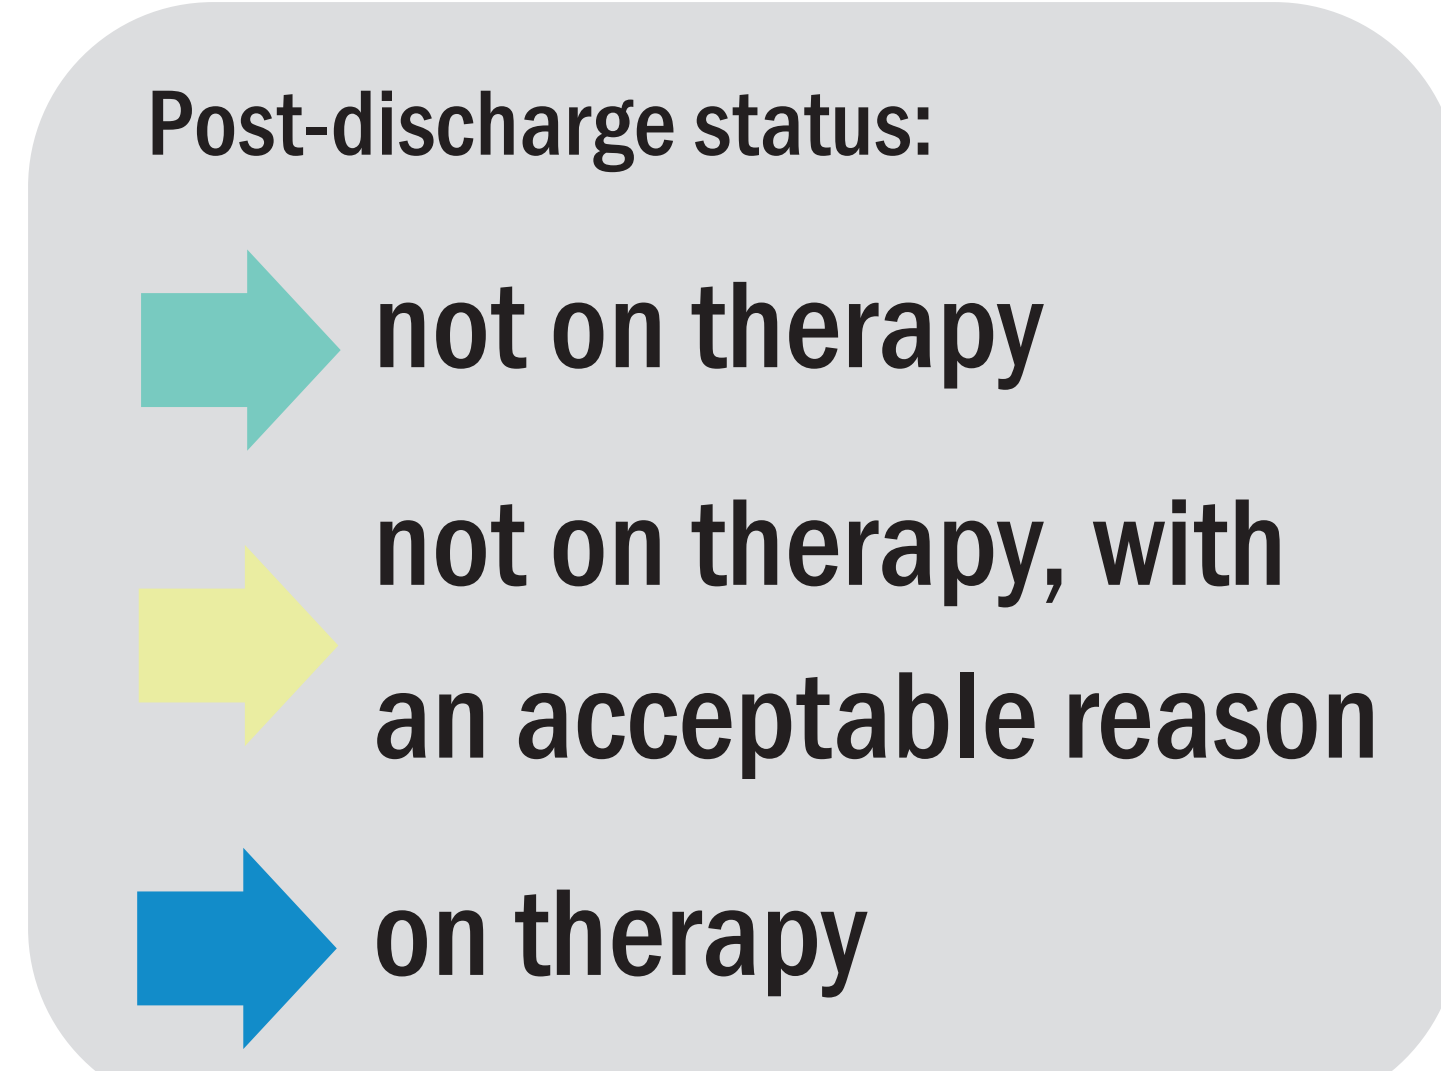 Post-discharge status:
not on therapy
not on therapy, with
an acceptable reason
on therapy